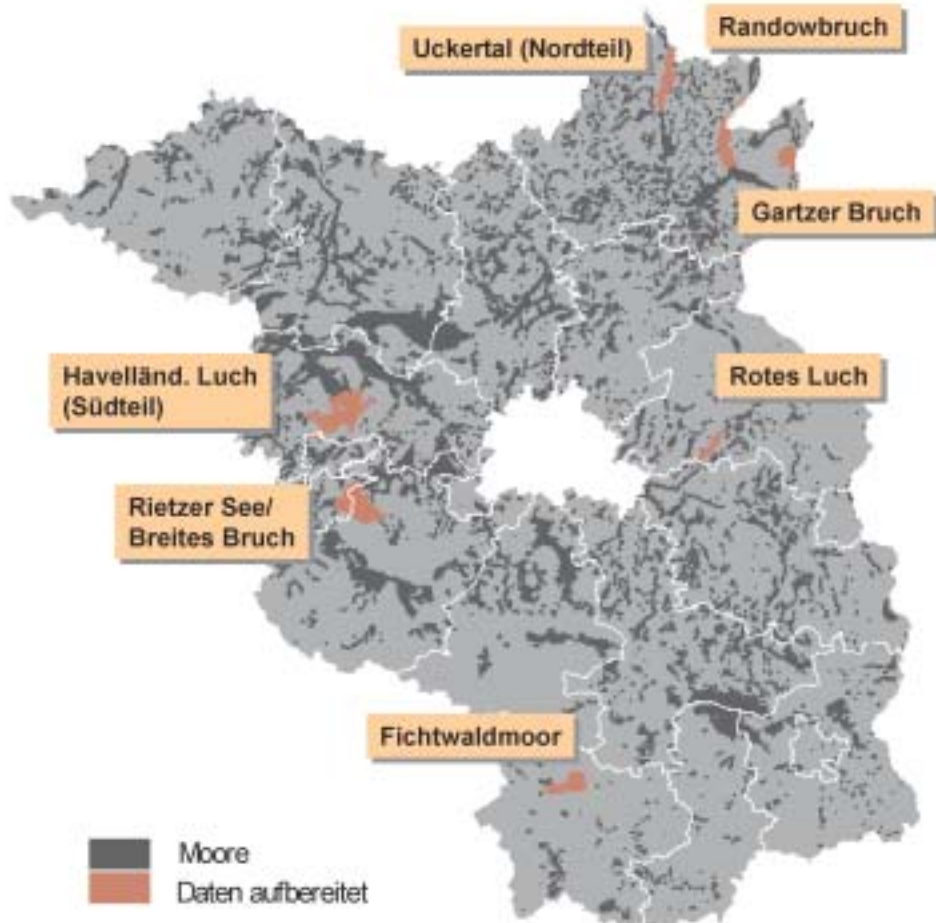 Randowbruch
Uckertal (Nordteil)
Gartzer Bruch
Havelländ. Luch
(Südteil)
Rotes Luch
Rietzer See/
Breites Bruch
Fichtwaldmoor
Moore
Daten aufbereitet